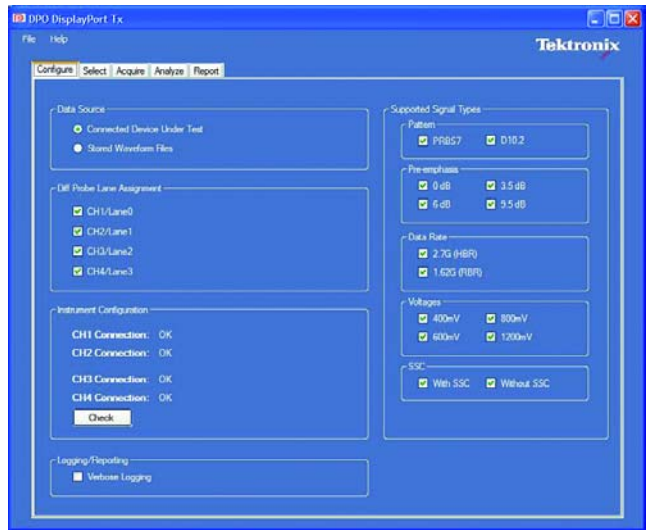 DPO DisplayPort Tx
File Help
Tektronix
Configure Select Acquire Analyze Report
Data Source
Connected Device Under Test
Stored Waveform Files
Diff Probe Lane Assignment
CH1/Lane0
CH2/Lane1
CH3/Lane2
CH4/Lane3
Instrument Configuration
CH1 Connection: OK
CH2 Connection: OK
CH3 Connection: OK
CH4 Connection: OK
Check
Logging/Reporting
Verbose Logging
Supported Signal Types
Pattern
PRBS7 D10.2
Pre-emphasis
0 dB 3.5 dB
6 dB 9.5 dB
Data Rate
2.7G (HBR)
1.62G (RBR)
Voltages
400mV 800mV
600mV 1200mV
SSC
With SSC Without SSC